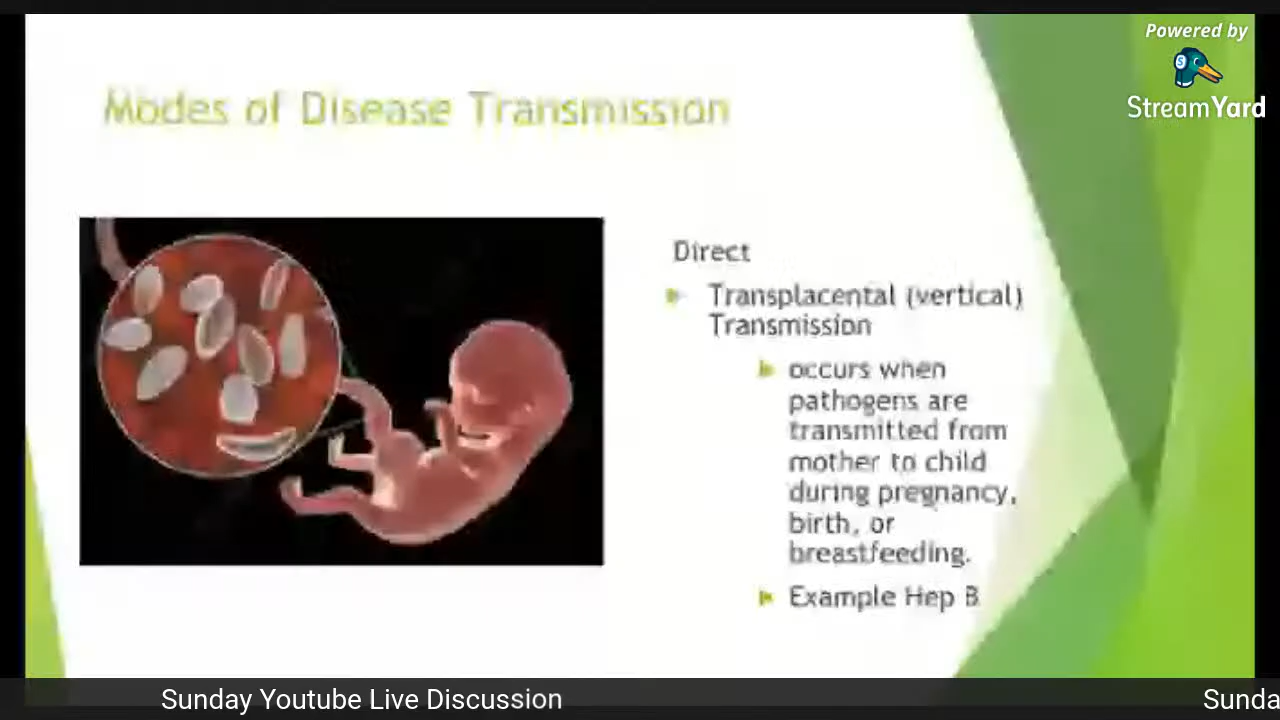 Powered by
StreamYard
Modes of Disease Transmission
Direct
Transplacental (vertical)
Transmission
occurs when
pathogens are
transmitted from
mother to child
during pregnancy,
birth, or
breastfeeding.
Example Hep B
Sunday Youtube Live Discussion
Sunda